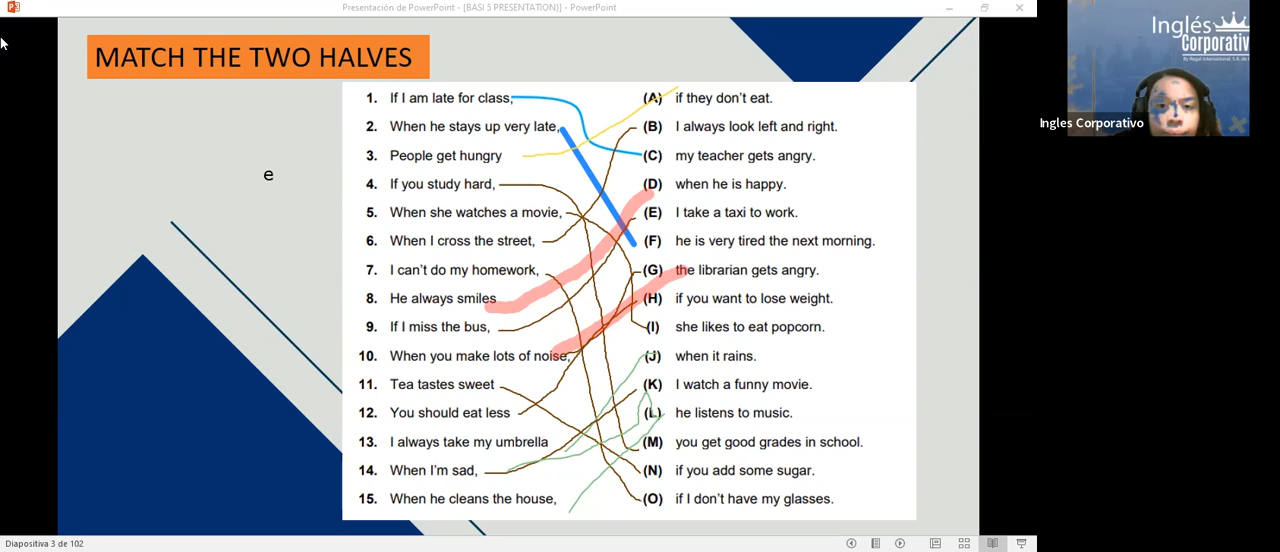 Presentación de PowerPoint - [BASI 5 PRESENTATION)] - PowerPoint
MATCH THE TWO HALVES
e
1. If I am late for class,
2. When he stays up very late,
3. People get hungry
4. If you study hard,
5. When she watches a movie,
6. When I cross the street,
7. I can't do my homework,
8. He always smiles
9. If I miss the bus,
10. When you make lots of noise,
11. Tea tastes sweet
12. You should eat less
13. I always take my umbrella
14. When I'm sad,
15. When he cleans the house,
(A) if they don't eat.
(B) I always look left and right.
(C) my teacher gets angry.
(D) when he is happy.
(E) I take a taxi to work.
(F) he is very tired the next morning.
(G) the librarian gets angry.
(H) if you want to lose weight.
(I) she likes to eat popcorn.
(J) when it rains.
(K) I watch a funny movie.
(L) he listens to music.
(M) you get good grades in school.
(N) if you add some sugar.
(O) if I don't have my glasses.
Inglés
Corporativ
Ingles Corporativo
Diapositiva 3 de 102